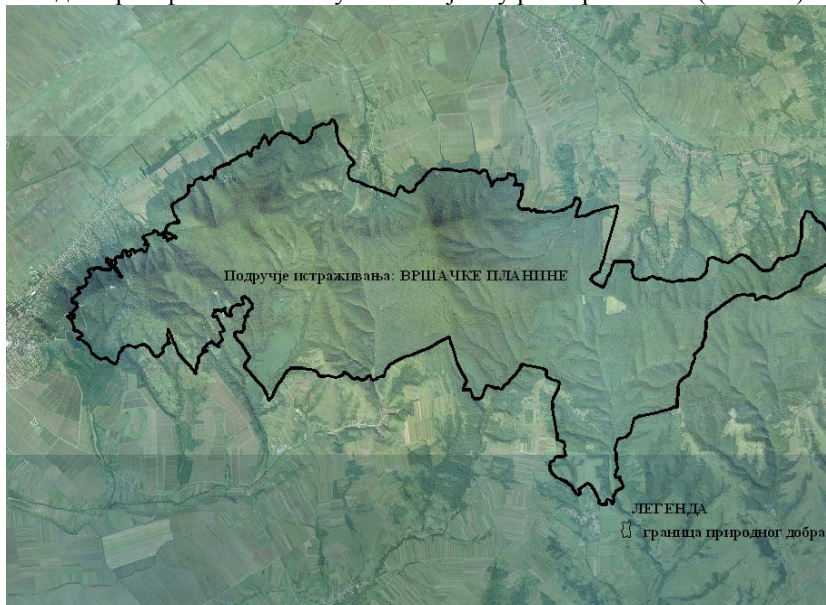 Подручје истраживања: ВРШАЧКЕ ПЛАНИНЕ
ЛЕГЕНДА
граница природног добра